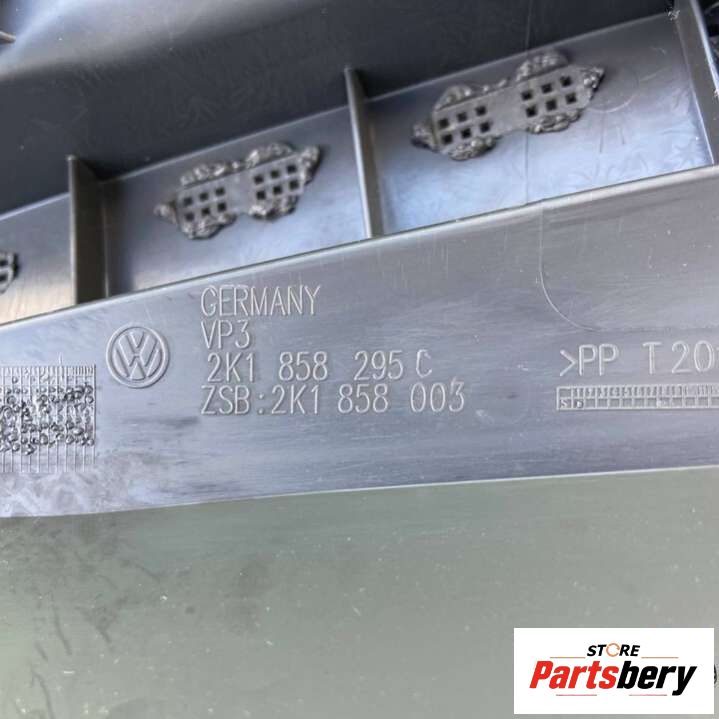 GERMANY
VP3
2K1 858 295 C
ZSB:2K1 858 003
>PP T20
STORE
Partsbery